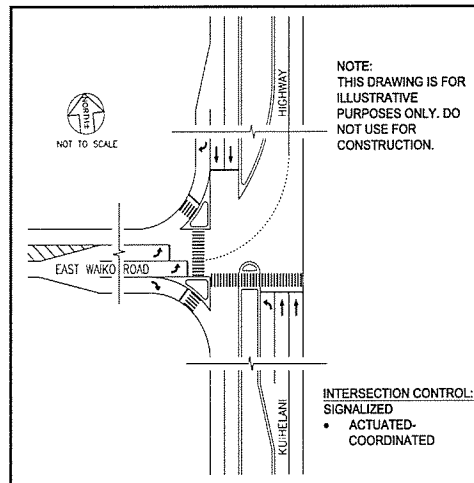 NOTE:
THIS DRAWING IS FOR
ILLUSTRATIVE
PURPOSES ONLY. DO
NOT USE FOR
CONSTRUCTION.
HIGHWAY
NORTH
NOT TO SCALE
EAST WAIKO ROAD
KUIHELANI
INTERSECTION CONTROL:
SIGNALIZED
• ACTUATED-
COORDINATED